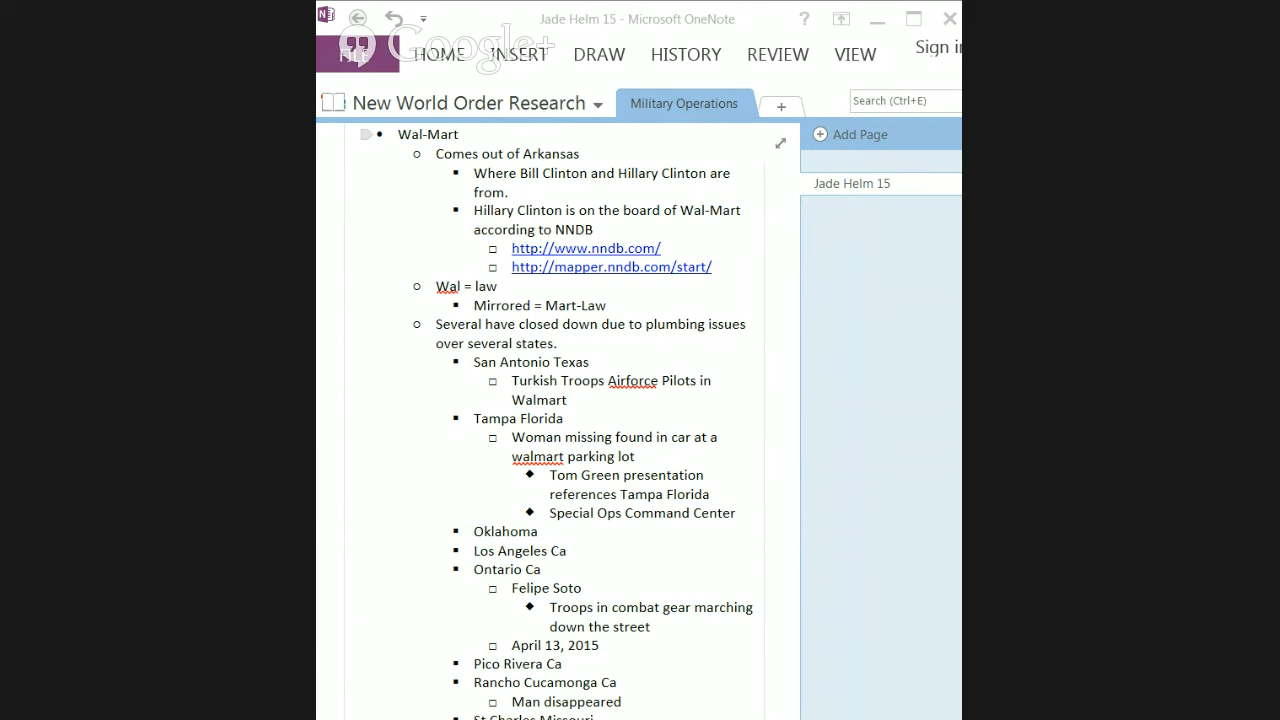 Jade Helm 15 - Microsoft OneNote
Google+
FILE HOME INSERT DRAW HISTORY REVIEW VIEW Sign in
New World Order Research Military Operations + Search (Ctrl+E)
Add Page
Jade Helm 15
Wal-Mart
Comes out of Arkansas
Where Bill Clinton and Hillary Clinton are
from.
Hillary Clinton is on the board of Wal-Mart
according to NNDB
http://www.nndb.com/
http://mapper.nndb.com/start/
Wal = law
Mirrored = Mart-Law
Several have closed down due to plumbing issues
over several states.
San Antonio Texas
Turkish Troops Airforce Pilots in
Walmart
Tampa Florida
Woman missing found in car at a
walmart parking lot
Tom Green presentation
references Tampa Florida
Special Ops Command Center
Oklahoma
Los Angeles Ca
Ontario Ca
Felipe Soto
Troops in combat gear marching
down the street
April 13, 2015
Pico Rivera Ca
Rancho Cucamonga Ca
Man disappeared
St Charles Missouri